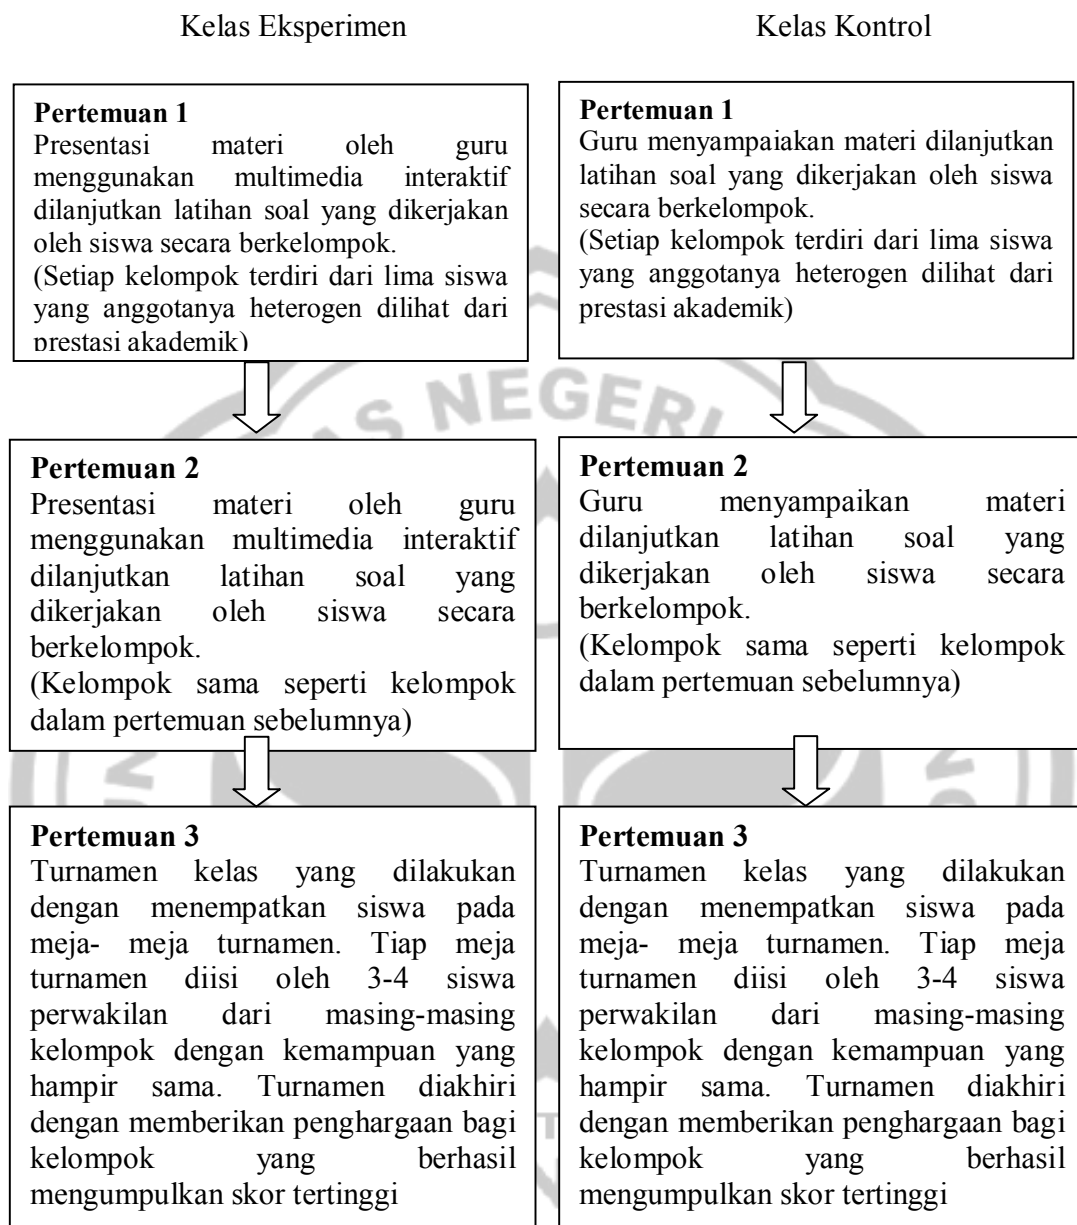 Kelas Eksperimen
Kelas Kontrol
Pertemuan 1
Presentasi materi oleh guru
menggunakan multimedia interaktif
dilanjutkan latihan soal yang dikerjakan
oleh siswa secara berkelompok.
(Setiap kelompok terdiri dari lima siswa
yang anggotanya heterogen dilihat dari
prestasi akademik)
Pertemuan 1
Guru menyampaiakan materi dilanjutkan
latihan soal yang dikerjakan oleh siswa
secara berkelompok.
(Setiap kelompok terdiri dari lima siswa
yang anggotanya heterogen dilihat dari
prestasi akademik)
S NEGERI
Pertemuan 2
Presentasi materi oleh guru
menggunakan multimedia interaktif
dilanjutkan latihan soal yang
dikerjakan oleh siswa secara
berkelompok.
(Kelompok sama seperti kelompok
dalam pertemuan sebelumnya)
Pertemuan 2
Guru menyampaikan materi
dilanjutkan latihan soal yang
dikerjakan oleh siswa secara
berkelompok.
(Kelompok sama seperti kelompok
dalam pertemuan sebelumnya)
Pertemuan 3
Turnamen kelas yang dilakukan
dengan menempatkan siswa pada
meja- meja turnamen. Tiap meja
turnamen diisi oleh 3-4 siswa
perwakilan dari masing-masing
kelompok dengan kemampuan yang
hampir sama. Turnamen diakhiri
dengan memberikan penghargaan bagi
kelompok yang berhasil
mengumpulkan skor tertinggi
Pertemuan 3
Turnamen kelas yang dilakukan
dengan menempatkan siswa pada
meja- meja turnamen. Tiap meja
turnamen diisi oleh 3-4 siswa
perwakilan dari masing-masing
kelompok dengan kemampuan yang
hampir sama. Turnamen diakhiri
dengan memberikan penghargaan bagi
kelompok yang berhasil
mengumpulkan skor tertinggi